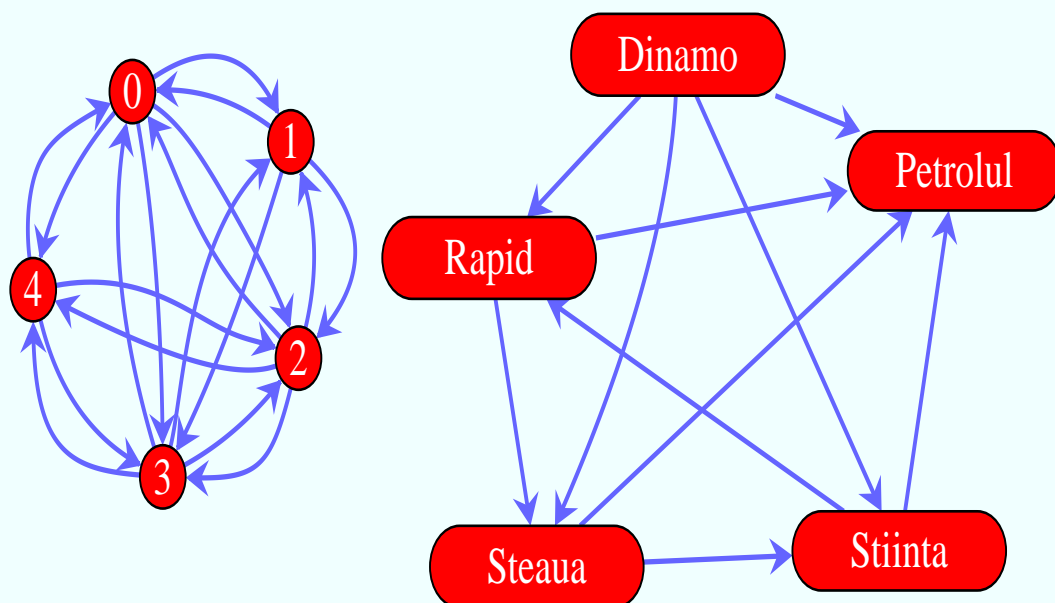 0
1
4
2
3
Dinamo
Petrolul
Rapid
Steaua
Stiinta